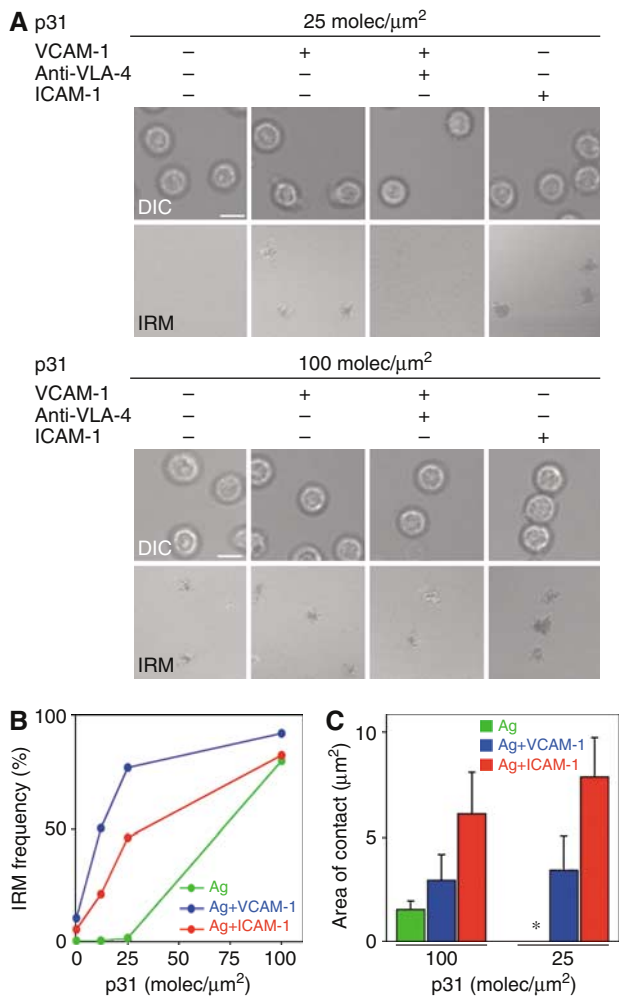 A p31 25 molec/μm²
VCAM-1 – + + –
Anti-VLA-4 – – + –
ICAM-1 – – – +
DIC
IRM
p31 100 molec/μm²
VCAM-1 – + + –
Anti-VLA-4 – – + –
ICAM-1 – – – +
DIC
IRM
B
100
50
0
IRM frequency (%)
Ag
Ag+VCAM-1
Ag+ICAM-1
0 25 50 75 100
p31 (molec/μm²)
C
10
5
0
Area of contact (μm²)
Ag
Ag+VCAM-1
Ag+ICAM-1
*
100 25
p31 (molec/μm²)